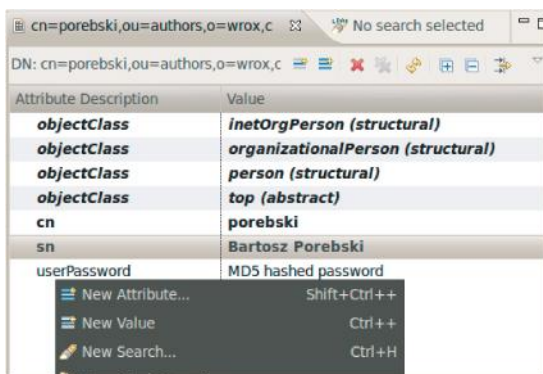 cn=porebski,ou=authors,o=wrox,c
No search selected
DN: cn=porebski,ou=authors,o=wrox,c
Attribute Description Value
objectClass inetOrgPerson (structural)
objectClass organizationalPerson (structural)
objectClass person (structural)
objectClass top (abstract)
cn porebski
sn Bartosz Porebski
userPassword MD5 hashed password
New Attribute... Shift+Ctrl++
New Value Ctrl++
New Search... Ctrl+H